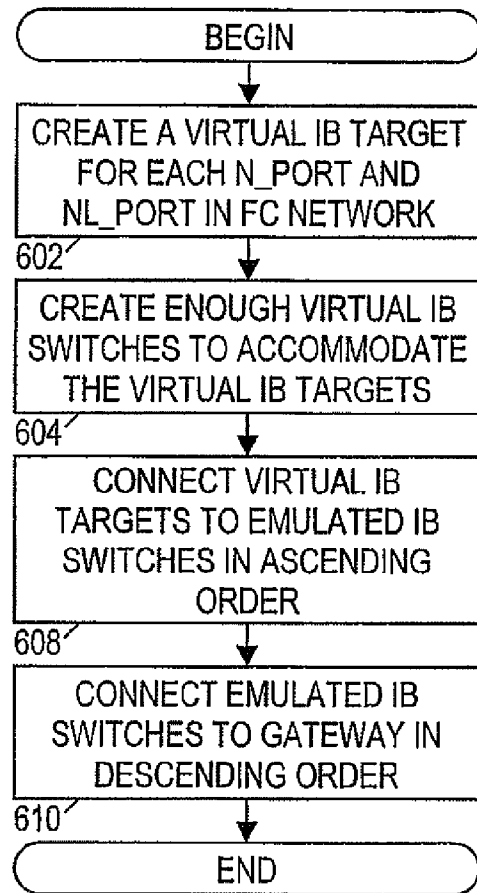 BEGIN
CREATE A VIRTUAL IB TARGET
FOR EACH N_PORT AND
NL_PORT IN FC NETWORK
602
CREATE ENOUGH VIRTUAL IB
SWITCHES TO ACCOMMODATE
THE VIRTUAL IB TARGETS
604
CONNECT VIRTUAL IB
TARGETS TO EMULATED IB
SWITCHES IN ASCENDING
ORDER
608
CONNECT EMULATED IB
SWITCHES TO GATEWAY IN
DESCENDING ORDER
610
END